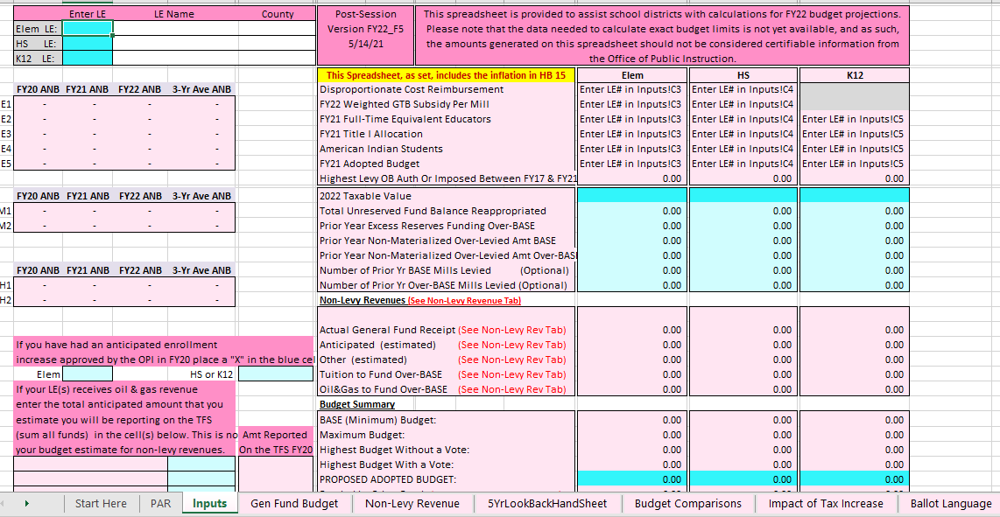 Enter LE LE Name County
Elem LE:
HS LE:
K12 LE:
Post-Session
Version FY22_F5
5/14/21
This spreadsheet is provided to assist school districts with calculations for FY22 budget projections.
Please note that the data needed to calculate exact budget limits is not yet available, and as such,
the amounts generated on this spreadsheet should not be considered certifiable information from
the Office of Public Instruction.
FY20 ANB FY21 ANB FY22 ANB 3-Yr Ave ANB
E1 - - - -
E2 - - - -
E3 - - - -
E4 - - - -
E5 - - - -
FY20 ANB FY21 ANB FY22 ANB 3-Yr Ave ANB
M1 - - - -
M2 - - - -
FY20 ANB FY21 ANB FY22 ANB 3-Yr Ave ANB
H1 - - - -
H2 - - - -
If you have had an anticipated enrollment
increase approved by the OPI in FY20 place a "X" in the blue cel
Elem HS or K12
If your LE(s) receives oil & gas revenue
enter the total anticipated amount that you
estimate you will be reporting on the TFS
(sum all funds) in the cell(s) below. This is no
your budget estimate for non-levy revenues.
Amt Reported
On the TFS FY20
This Spreadsheet, as set, includes the inflation in HB 15 Elem HS K12
Disproportionate Cost Reimbursement Enter LE# in Inputs!C3 Enter LE# in Inputs!C4
FY22 Weighted GTB Subsidy Per Mill Enter LE# in Inputs!C3 Enter LE# in Inputs!C4
FY21 Full-Time Equivalent Educators Enter LE# in Inputs!C3 Enter LE# in Inputs!C4 Enter LE# in Inputs!C5
FY21 Title I Allocation Enter LE# in Inputs!C3 Enter LE# in Inputs!C4 Enter LE# in Inputs!C5
American Indian Students Enter LE# in Inputs!C3 Enter LE# in Inputs!C4 Enter LE# in Inputs!C5
FY21 Adopted Budget Enter LE# in Inputs!C3 Enter LE# in Inputs!C4 Enter LE# in Inputs!C5
Highest Levy OB Auth Or Imposed Between FY17 & FY21 0.00 0.00 0.00
2022 Taxable Value
Total Unreserved Fund Balance Reappropriated 0.00 0.00 0.00
Prior Year Excess Reserves Funding Over-BASE 0.00 0.00 0.00
Prior Year Non-Materialized Over-Levied Amt BASE 0.00 0.00 0.00
Prior Year Non-Materialized Over-Levied Amt Over-BASI 0.00 0.00 0.00
Number of Prior Yr BASE Mills Levied (Optional) 0.00 0.00 0.00
Number of Prior Yr Over-BASE Mills Levied (Optional) 0.00 0.00 0.00
Non-Levy Revenues (See Non-Levy Revenue Tab)
Actual General Fund Receipt (See Non-Levy Rev Tab) 0.00 0.00 0.00
Anticipated (estimated) (See Non-Levy Rev Tab) 0.00 0.00 0.00
Other (estimated) (See Non-Levy Rev Tab) 0.00 0.00 0.00
Tuition to Fund Over-BASE (See Non-Levy Rev Tab) 0.00 0.00 0.00
Oil&Gas to Fund Over-BASE (See Non-Levy Rev Tab) 0.00 0.00 0.00
Budget Summary
BASE (Minimum) Budget: 0.00 0.00 0.00
Maximum Budget: 0.00 0.00 0.00
Highest Budget Without a Vote: 0.00 0.00 0.00
Highest Budget With a Vote: 0.00 0.00 0.00
PROPOSED ADOPTED BUDGET: 0.00 0.00 0.00
Start Here PAR Inputs Gen Fund Budget Non-Levy Revenue 5YrLookBackHandSheet Budget Comparisons Impact of Tax Increase Ballot Language